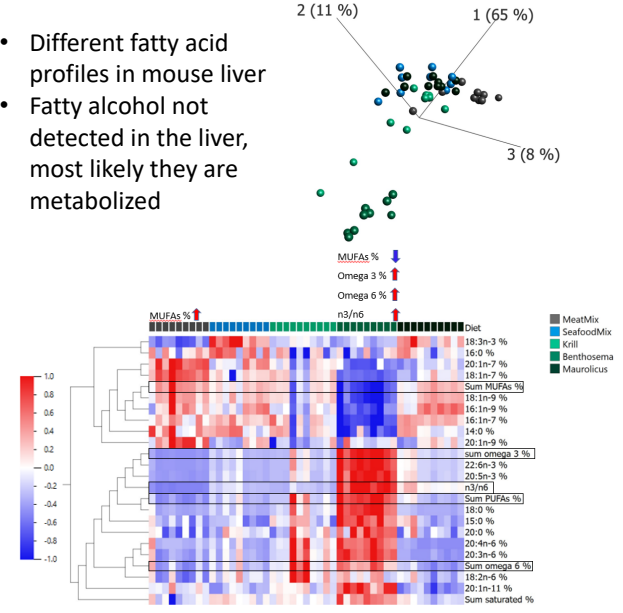 2 (11 %)
1 (65 %)
• Different fatty acid
profiles in mouse liver
• Fatty alcohol not
detected in the liver,
most likely they are
metabolized
3 (8 %)
MUFAs %
Omega 3 %
Omega 6 %
n3/n6
MUFAs %
Diet
MeatMix
SeafoodMix
Krill
Benthosema
Maurolicus
18:3n-3 %
16:0 %
20:1n-7 %
18:1n-7 %
Sum MUFAs %
18:1n-9 %
16:1n-9 %
16:1n-7 %
14:0 %
20:1n-9 %
sum omega 3 %
22:6n-3 %
20:5n-3 %
n3/n6
Sum PUFAs %
18:0 %
15:0 %
20:0 %
20:4n-6 %
20:3n-6 %
Sum omega 6 %
18:2n-6 %
20:1n-11 %
Sum saturated %
1.0
0.8
0.6
0.4
0.2
-0.0
-0.2
-0.4
-0.6
-0.8
-1.0